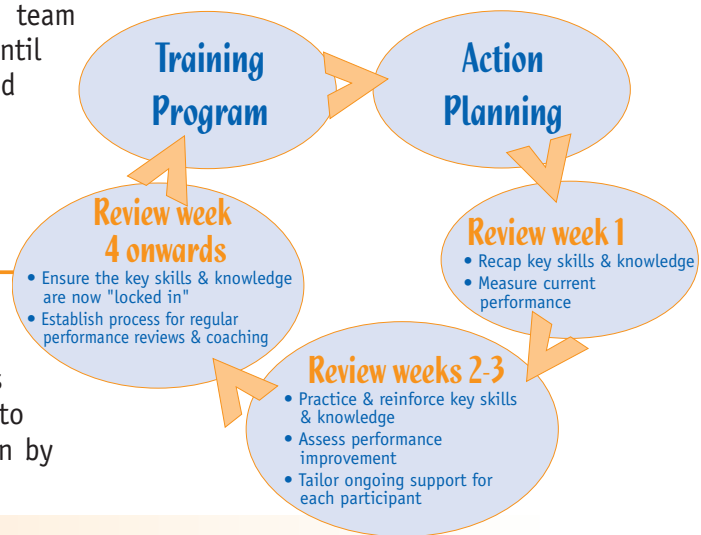 team
ntil
d
s
to
n by
Training
Program
Action
Planning
Review week 1
• Recap key skills & knowledge
• Measure current
performance
Review weeks 2-3
• Practice & reinforce key skills
& knowledge
• Assess performance
improvement
• Tailor ongoing support for
each participant
Review week
4 onwards
• Ensure the key skills & knowledge
are now "locked in"
• Establish process for regular
performance reviews & coaching